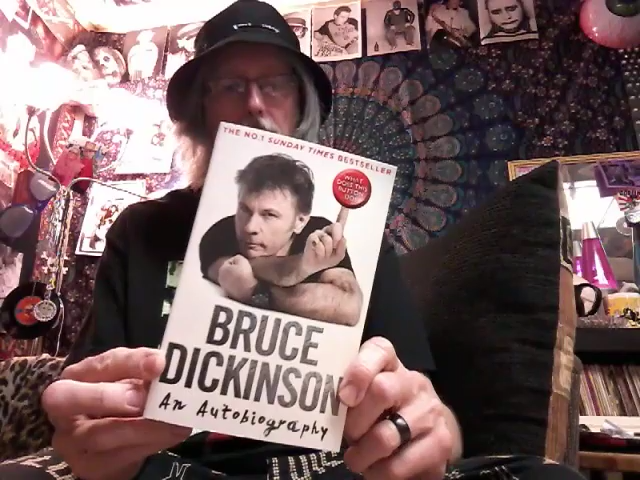 THE NO.1 SUNDAY TIMES BESTSELLER
WHAT
DOES THIS
BUTTON
DO?
BRUCE
DICKINSON
An Autobiography